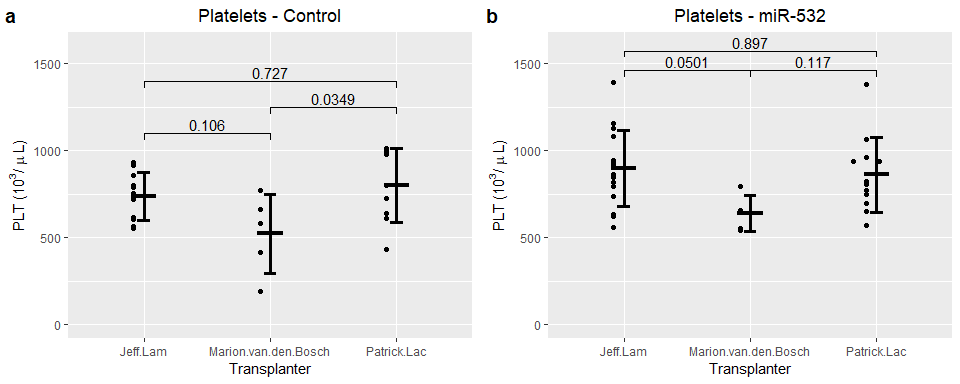 a
Platelets - Control
PLT (10³/ μ L)
1500
1000
500
0
0.727
0.0349
0.106
Jeff.Lam
Marion.van.den.Bosch
Patrick.Lac
Transplanter
b
Platelets - miR-532
PLT (10³/ μ L)
1500
1000
500
0
0.897
0.0501
0.117
Jeff.Lam
Marion.van.den.Bosch
Patrick.Lac
Transplanter